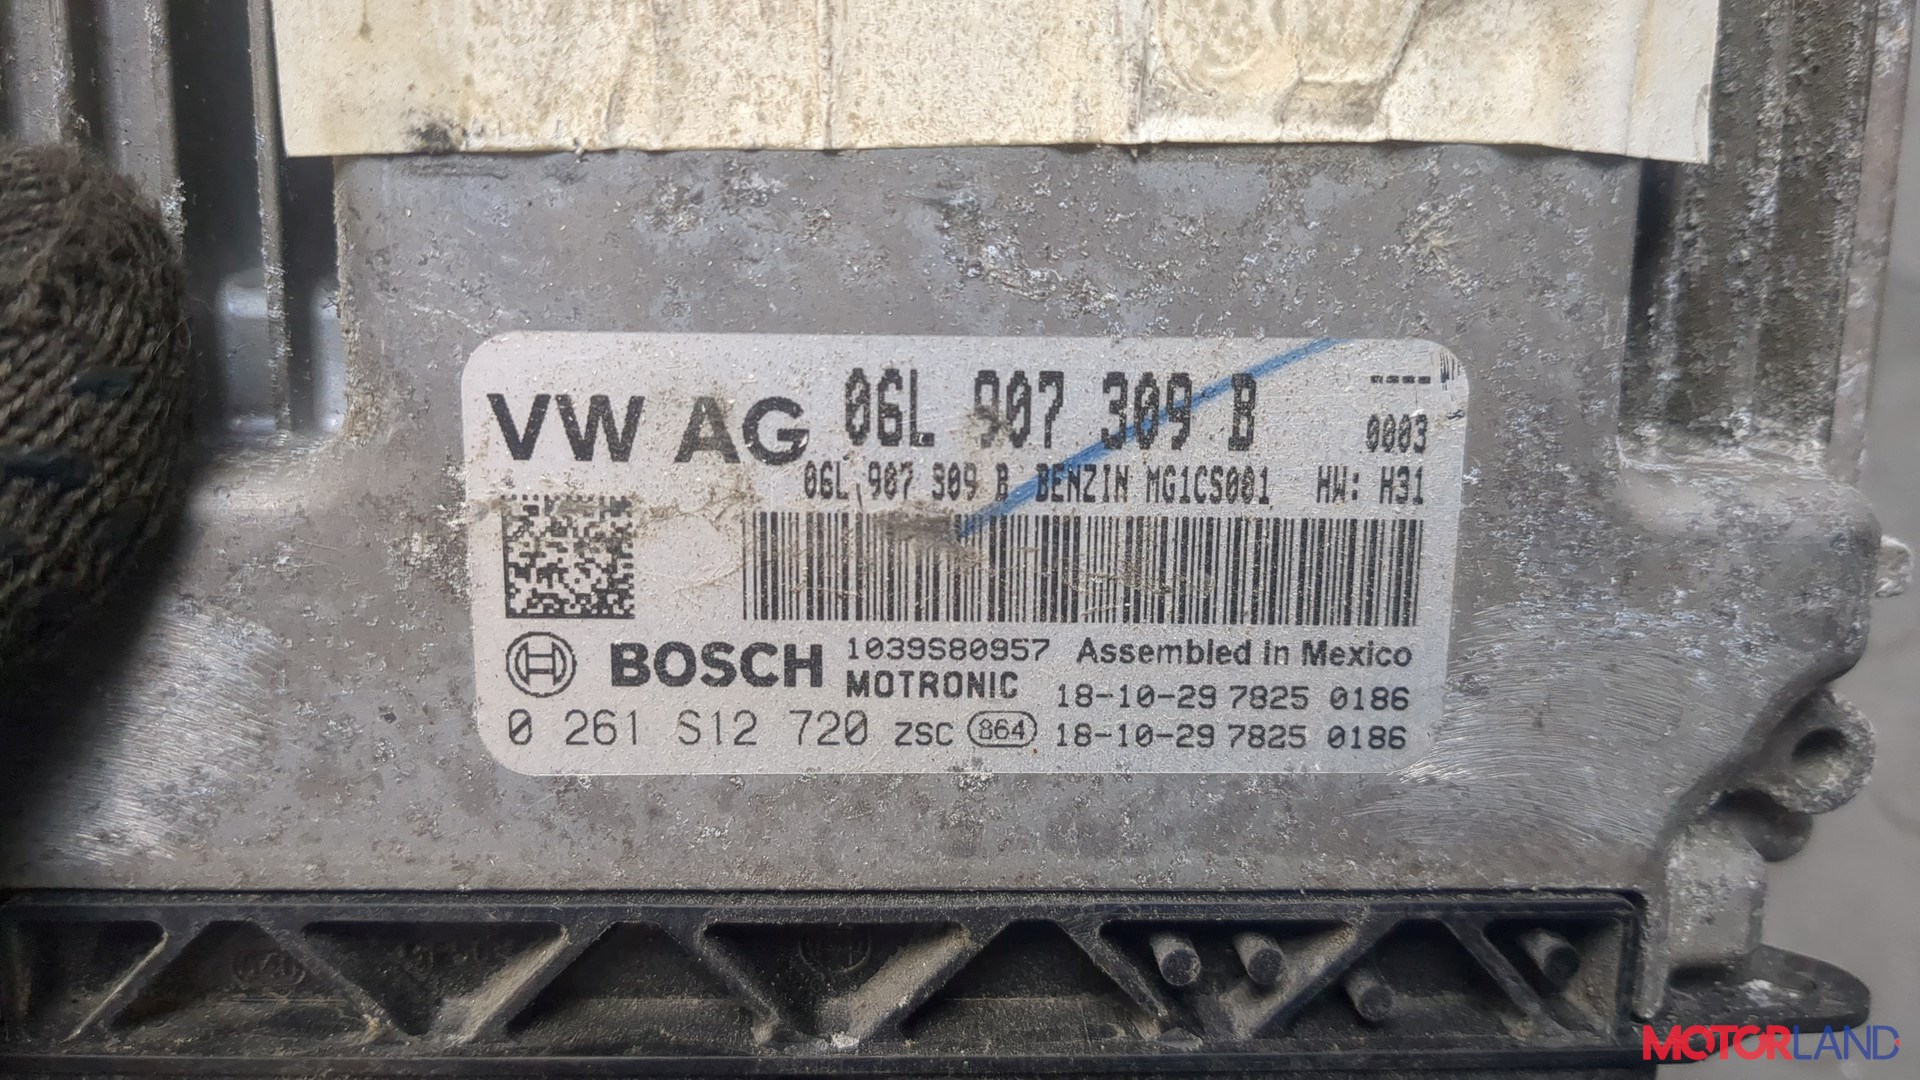 VW AG 06L 907 309 B ----
0003
06L 907 309 B BENZIN MG1CS001 HW: H31
BOSCH 1039S80957 Assembled in Mexico
MOTRONIC 18-10-29 7825 0186
0 261 S12 720 ZSC 864 18-10-29 7825 0186
MOTORLAND